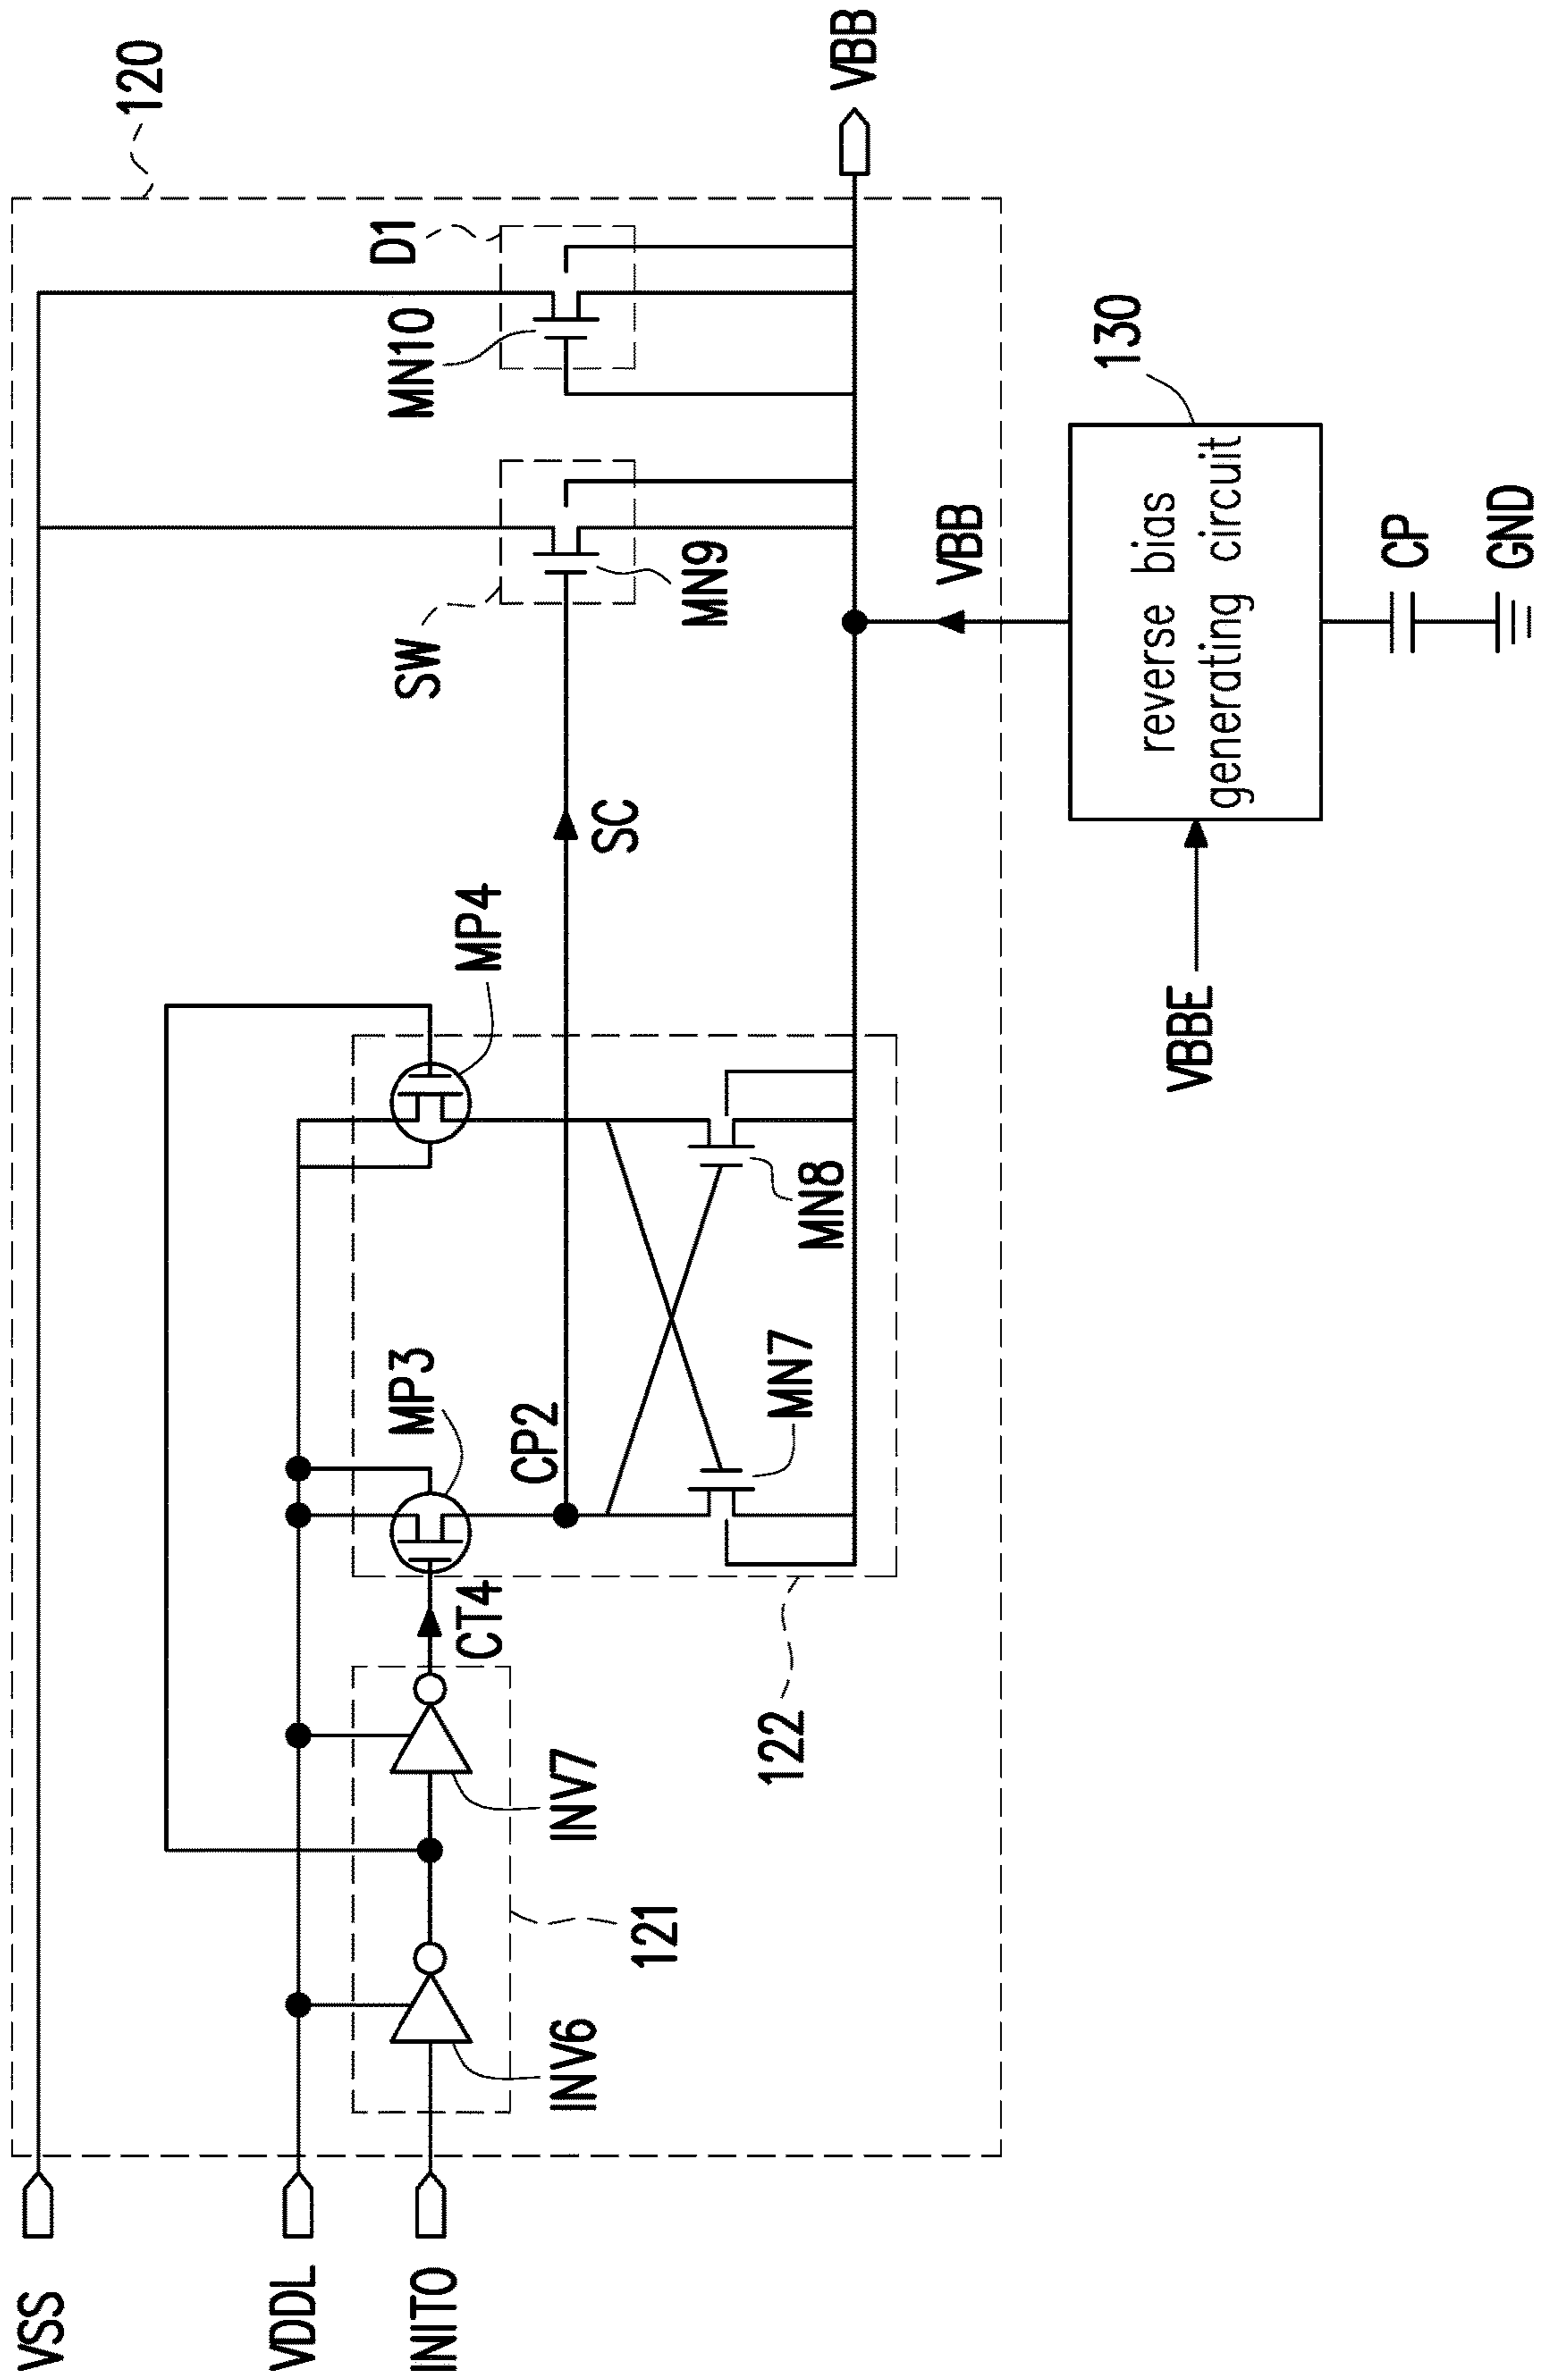 120
VSS
VDDL
INITO
D1
MN10
SW
MN9
MP4
MP3
CP2
SC
CT4
INV6
INV7
121
122
MN7
MN8
VBB
VBB
VBBE
reverse bias
generating circuit
130
CP
GND